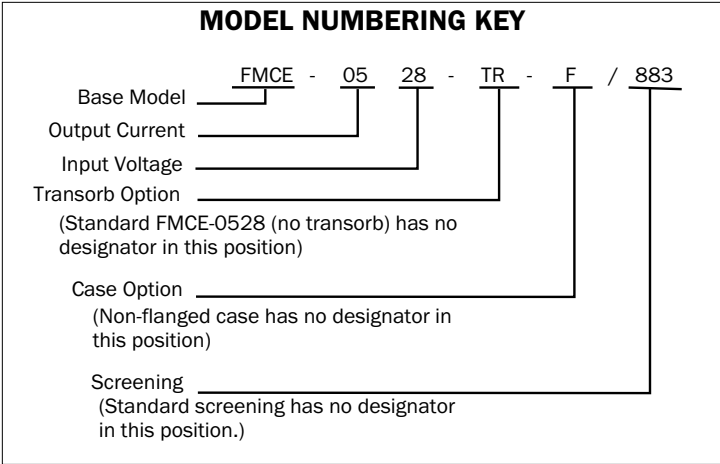 MODEL NUMBERING KEY
FMCE - 05 28 - TR - F / 883
Base Model
Output Current
Input Voltage
Transorb Option
(Standard FMCE-0528 (no transorb) has no
designator in this position)
Case Option
(Non-flanged case has no designator in
this position)
Screening
(Standard screening has no designator
in this position.)